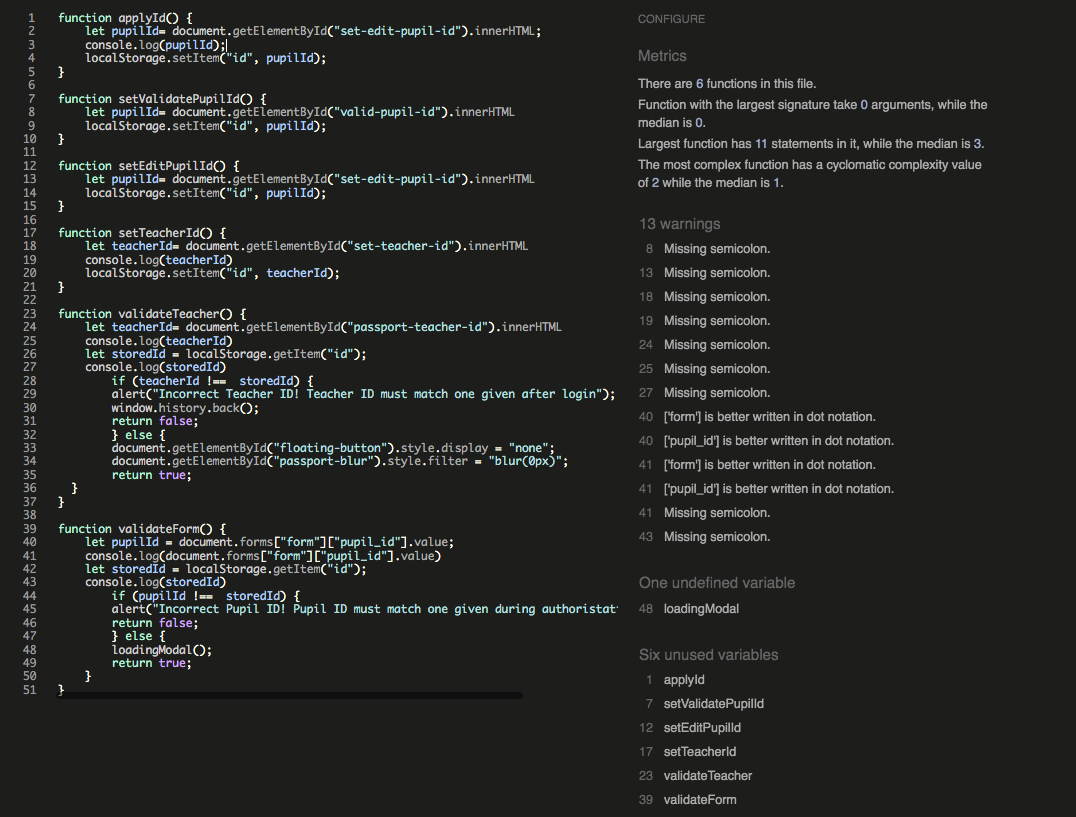 1 function applyId() {
2 let pupilId= document.getElementById("set-edit-pupil-id").innerHTML;
3 console.log(pupilId);
4 localStorage.setItem("id", pupilId);
5 }
6
7 function setValidatePupilId() {
8 let pupilId= document.getElementById("valid-pupil-id").innerHTML
9 localStorage.setItem("id", pupilId);
10 }
11
12 function setEditPupilId() {
13 let pupilId= document.getElementById("set-edit-pupil-id").innerHTML
14 localStorage.setItem("id", pupilId);
15 }
16
17 function setTeacherId() {
18 let teacherId= document.getElementById("set-teacher-id").innerHTML
19 console.log(teacherId)
20 localStorage.setItem("id", teacherId);
21 }
22
23 function validateTeacher() {
24 let teacherId= document.getElementById("passport-teacher-id").innerHTML
25 console.log(teacherId)
26 let storedId = localStorage.getItem("id");
27 console.log(storedId)
28 if (teacherId !==  storedId) {
29 alert("Incorrect Teacher ID! Teacher ID must match one given after login");
30 window.history.back();
31 return false;
32 } else {
33 document.getElementById("floating-button").style.display = "none";
34 document.getElementById("passport-blur").style.filter = "blur(0px)";
35 return true;
36 }
37 }
38
39 function validateForm() {
40 let pupilId = document.forms["form"]["pupil_id"].value;
41 console.log(document.forms["form"]["pupil_id"].value)
42 let storedId = localStorage.getItem("id");
43 console.log(storedId)
44 if (pupilId !==  storedId) {
45 alert("Incorrect Pupil ID! Pupil ID must match one given during authoristat
46 return false;
47 } else {
48 loadingModal();
49 return true;
50 }
51 }
CONFIGURE
Metrics
There are 6 functions in this file.
Function with the largest signature take 0 arguments, while the
median is 0.
Largest function has 11 statements in it, while the median is 3.
The most complex function has a cyclomatic complexity value
of 2 while the median is 1.
13 warnings
8 Missing semicolon.
13 Missing semicolon.
18 Missing semicolon.
19 Missing semicolon.
24 Missing semicolon.
25 Missing semicolon.
27 Missing semicolon.
40 ['form'] is better written in dot notation.
40 ['pupil_id'] is better written in dot notation.
41 ['form'] is better written in dot notation.
41 ['pupil_id'] is better written in dot notation.
41 Missing semicolon.
43 Missing semicolon.
One undefined variable
48 loadingModal
Six unused variables
1 applyId
7 setValidatePupilId
12 setEditPupilId
17 setTeacherId
23 validateTeacher
39 validateForm